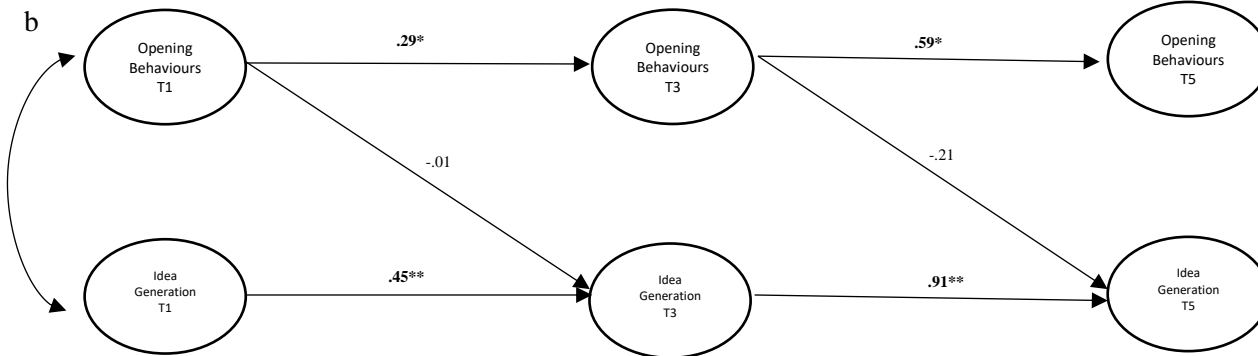 b
Opening
Behaviours
T1
.29*
Opening
Behaviours
T3
.59*
Opening
Behaviours
T5
-.01
-.21
Idea
Generation
T1
.45**
Idea
Generation
T3
.91**
Idea
Generation
T5